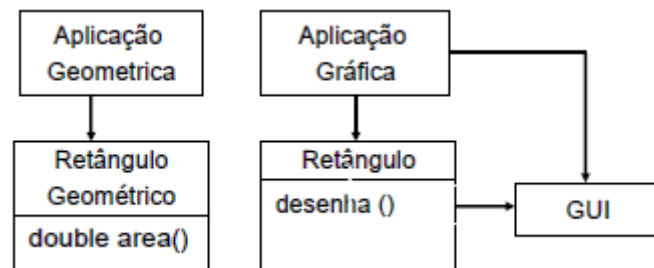 Aplicação
Geometrica
Aplicação
Gráfica
Retângulo
Geométrico
double area()
Retângulo
desenha ()
GUI